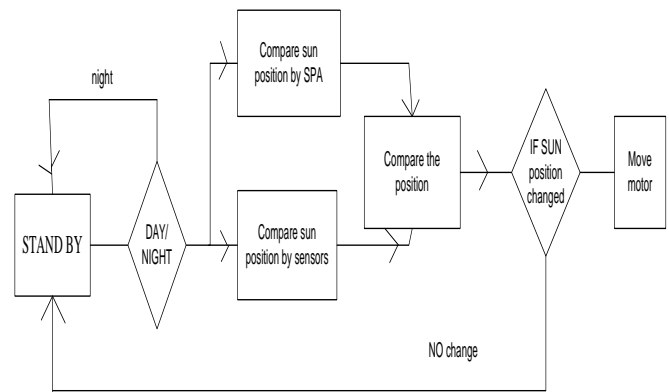 night
STAND BY
DAY/
NIGHT
Compare sun
position by SPA
Compare sun
position by sensors
Compare the
position
IF SUN
position
changed
Move
motor
NO change